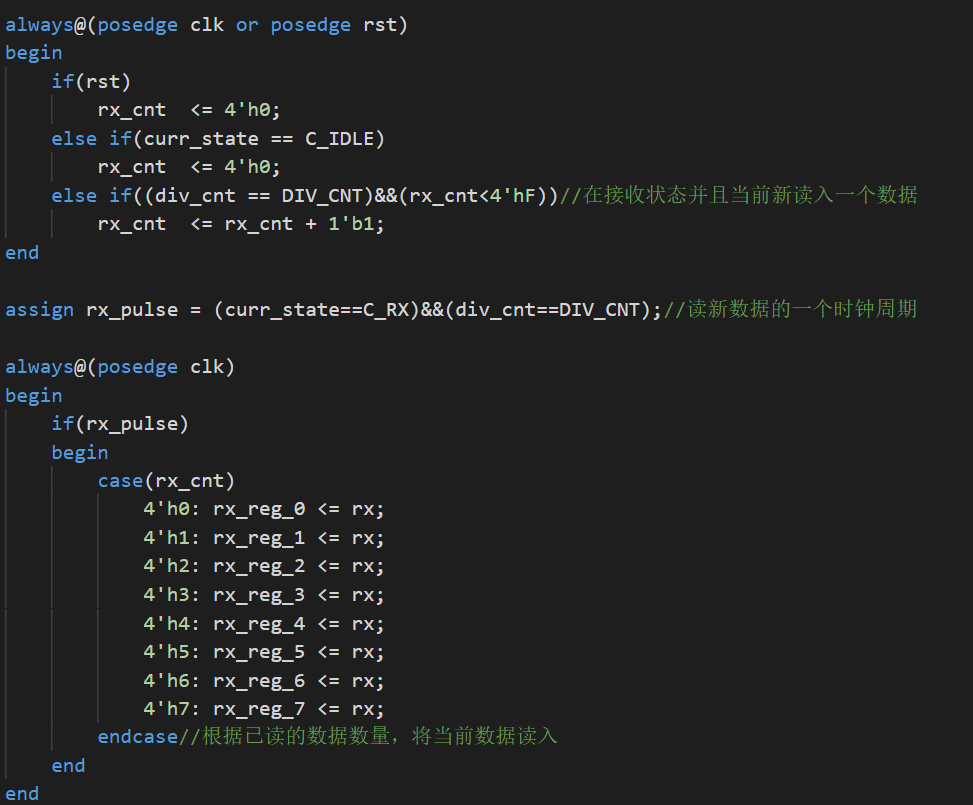 always@(posedge clk or posedge rst)
begin
    if(rst)
        rx_cnt  <= 4'h0;
    else if(curr_state == C_IDLE)
        rx_cnt  <= 4'h0;
    else if((div_cnt == DIV_CNT)&&(rx_cnt<4'hF))//在接收状态并且当前新读入一个数据
        rx_cnt  <= rx_cnt + 1'b1;
end

assign rx_pulse = (curr_state==C_RX)&&(div_cnt==DIV_CNT);//读新数据的一个时钟周期

always@(posedge clk)
begin
    if(rx_pulse)
    begin
        case(rx_cnt)
            4'h0: rx_reg_0 <= rx;
            4'h1: rx_reg_1 <= rx;
            4'h2: rx_reg_2 <= rx;
            4'h3: rx_reg_3 <= rx;
            4'h4: rx_reg_4 <= rx;
            4'h5: rx_reg_5 <= rx;
            4'h6: rx_reg_6 <= rx;
            4'h7: rx_reg_7 <= rx;
        endcase//根据已读的数据数量，将当前数据读入
    end
end